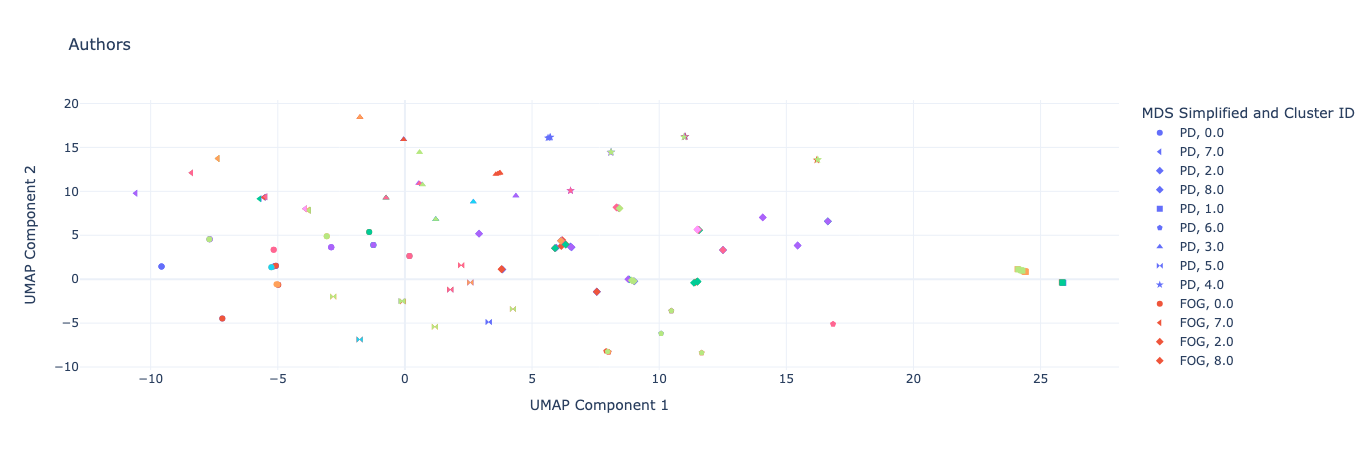 Authors
UMAP Component 2
20
15
10
5
0
−5
−10
−10
−5
0
5
10
15
20
25
UMAP Component 1
MDS Simplified and Cluster ID
PD, 0.0
PD, 7.0
PD, 2.0
PD, 8.0
PD, 1.0
PD, 6.0
PD, 3.0
PD, 5.0
PD, 4.0
FOG, 0.0
FOG, 7.0
FOG, 2.0
FOG, 8.0